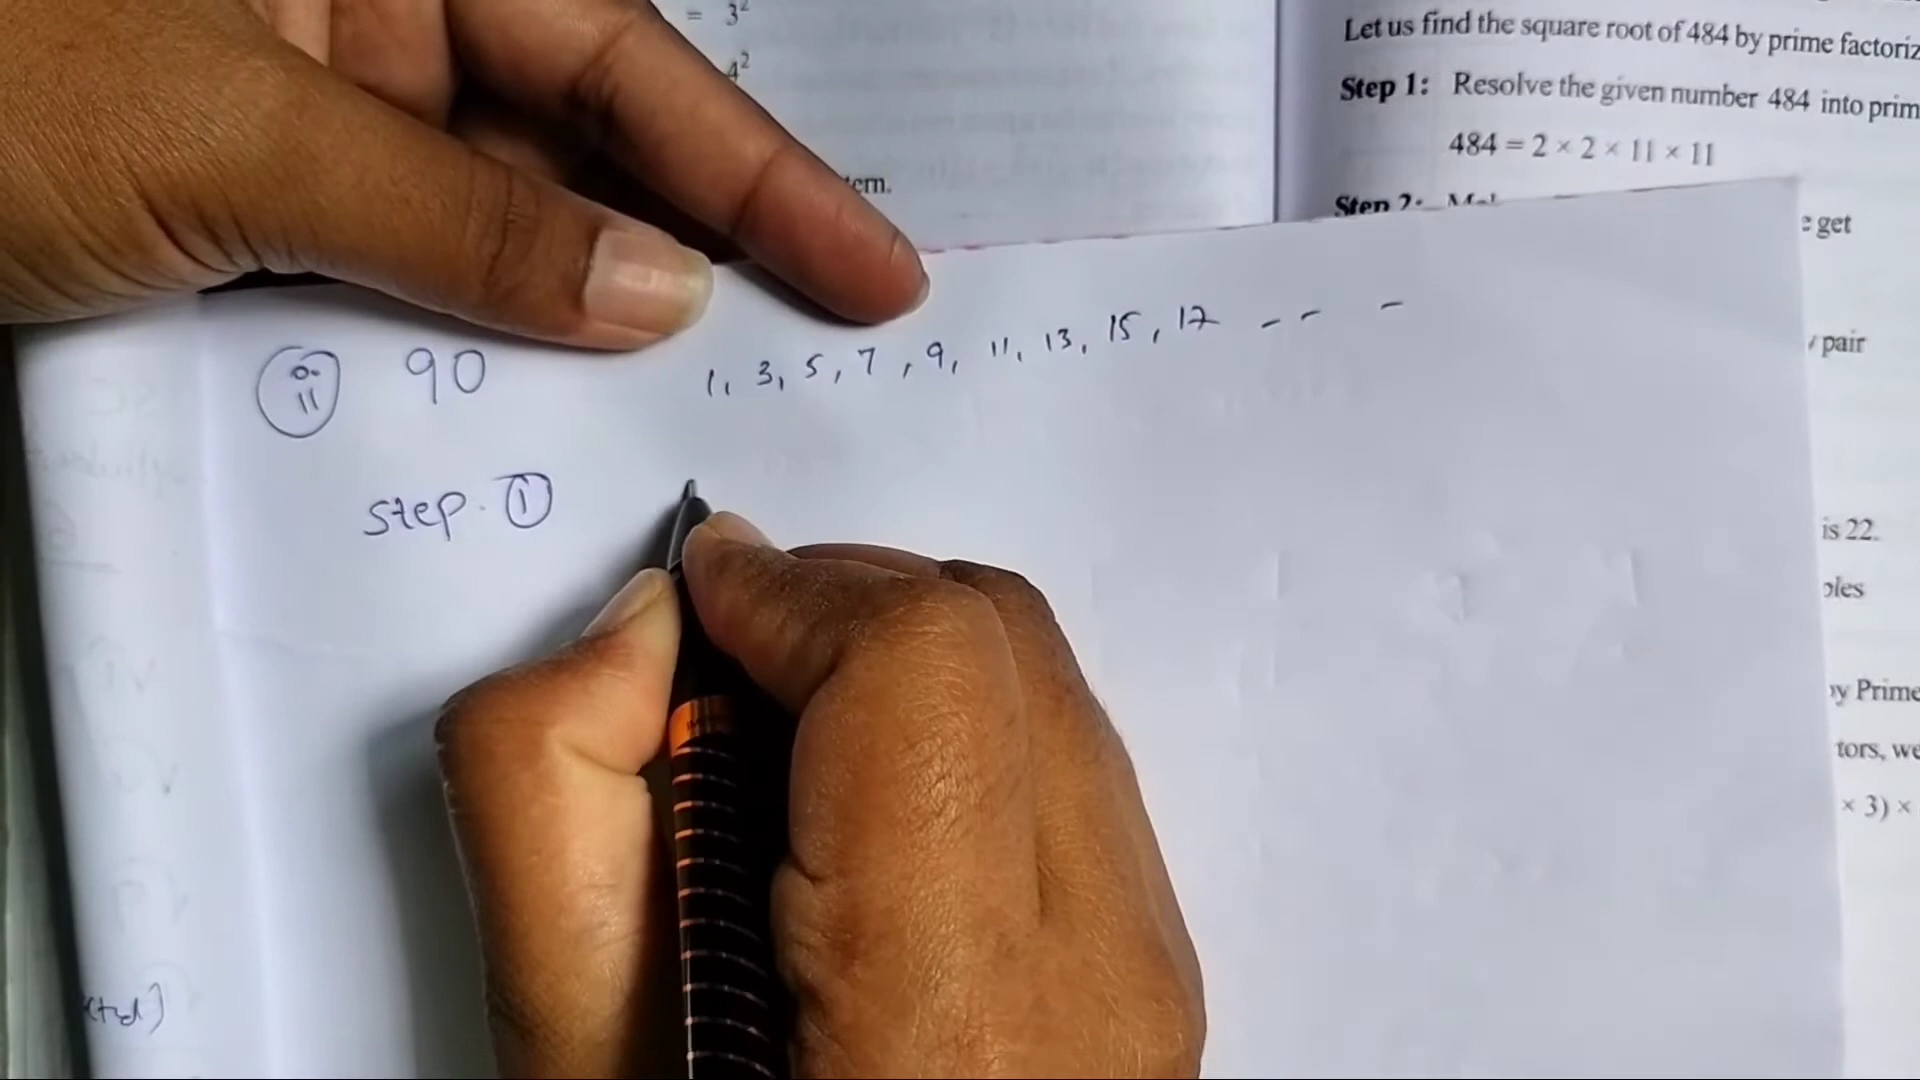 = 3²
4²
tem.
Let us find the square root of 484 by prime factoriz
Step 1: Resolve the given number 484 into prim
484 = 2 × 2 × 11 × 11
Step 2:
get
pair
is 22.
ples
by Prime
tors, we
× 3) ×
ii 90 1, 3, 5, 7, 9, 11, 13, 15, 17 - - -
Step. 1